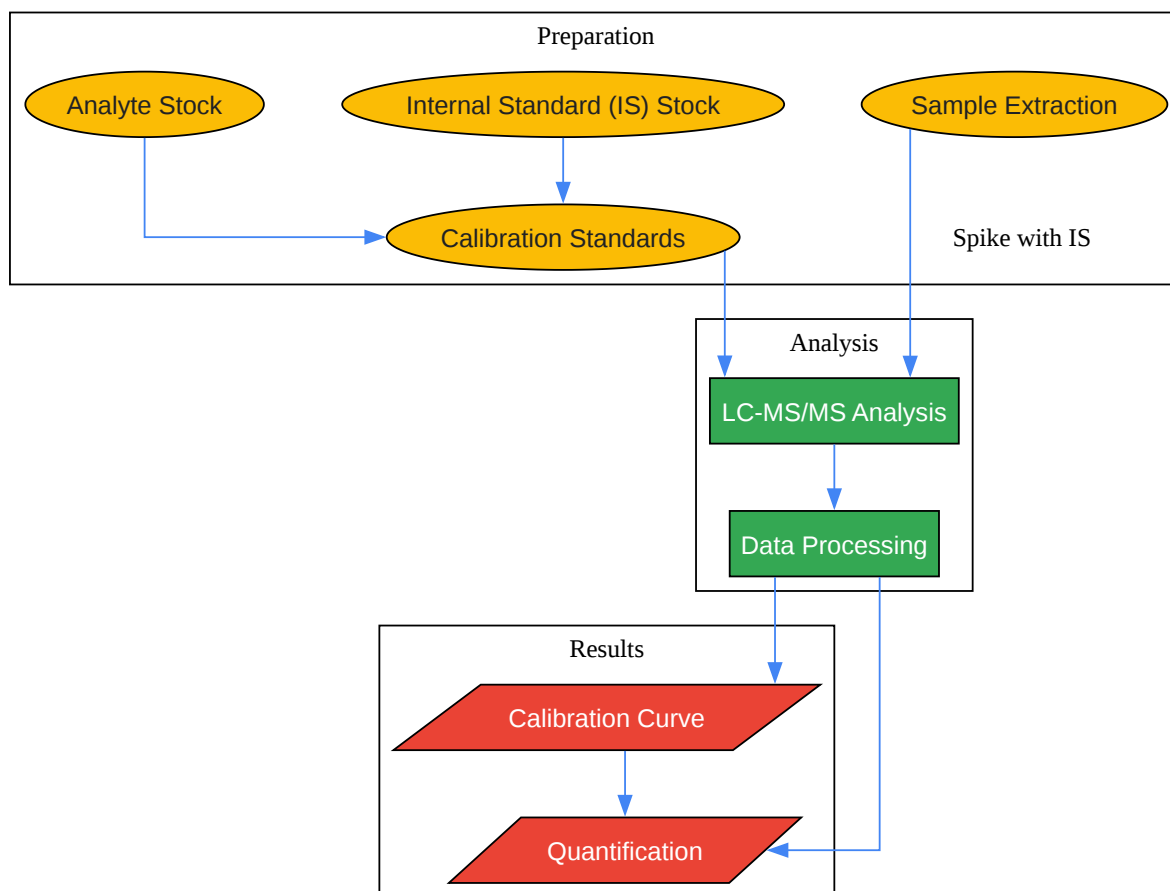 Preparation
Analyte Stock
Internal Standard (IS) Stock
Sample Extraction
Calibration Standards
Spike with IS
Analysis
LC-MS/MS Analysis
Data Processing
Results
Calibration Curve
Quantification